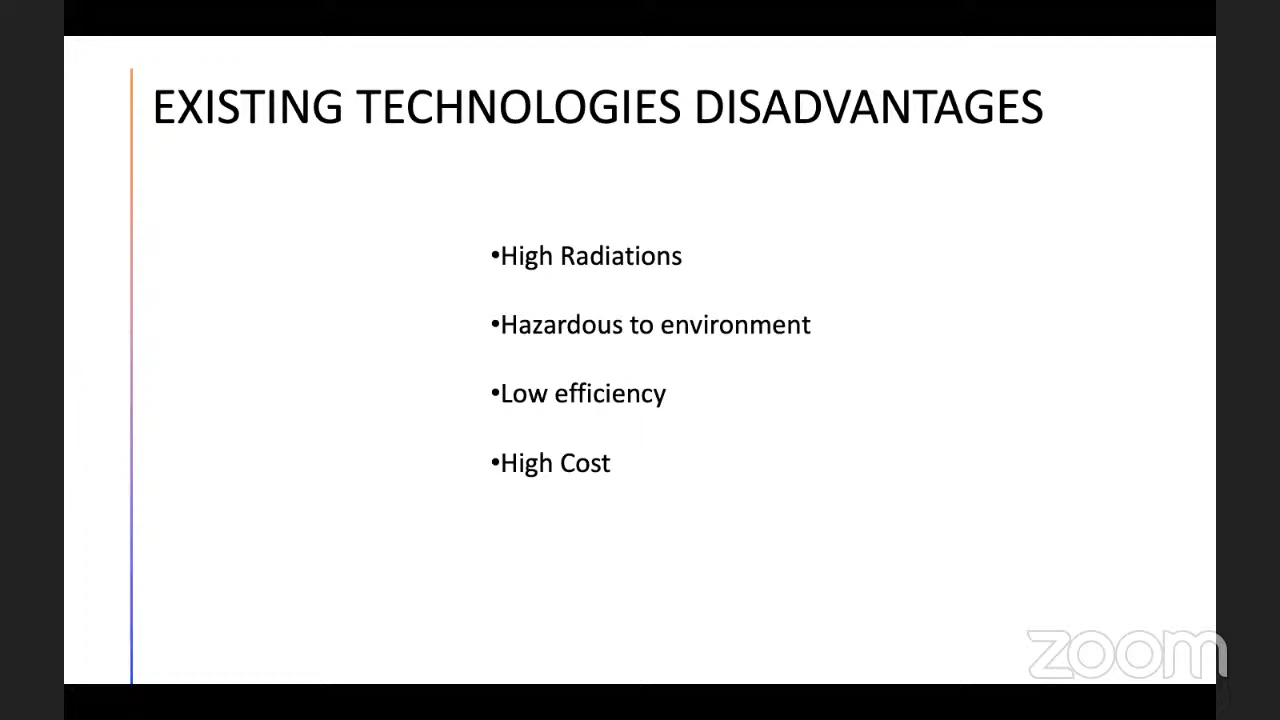 EXISTING TECHNOLOGIES DISADVANTAGES
•High Radiations
•Hazardous to environment
•Low efficiency
•High Cost
zoom